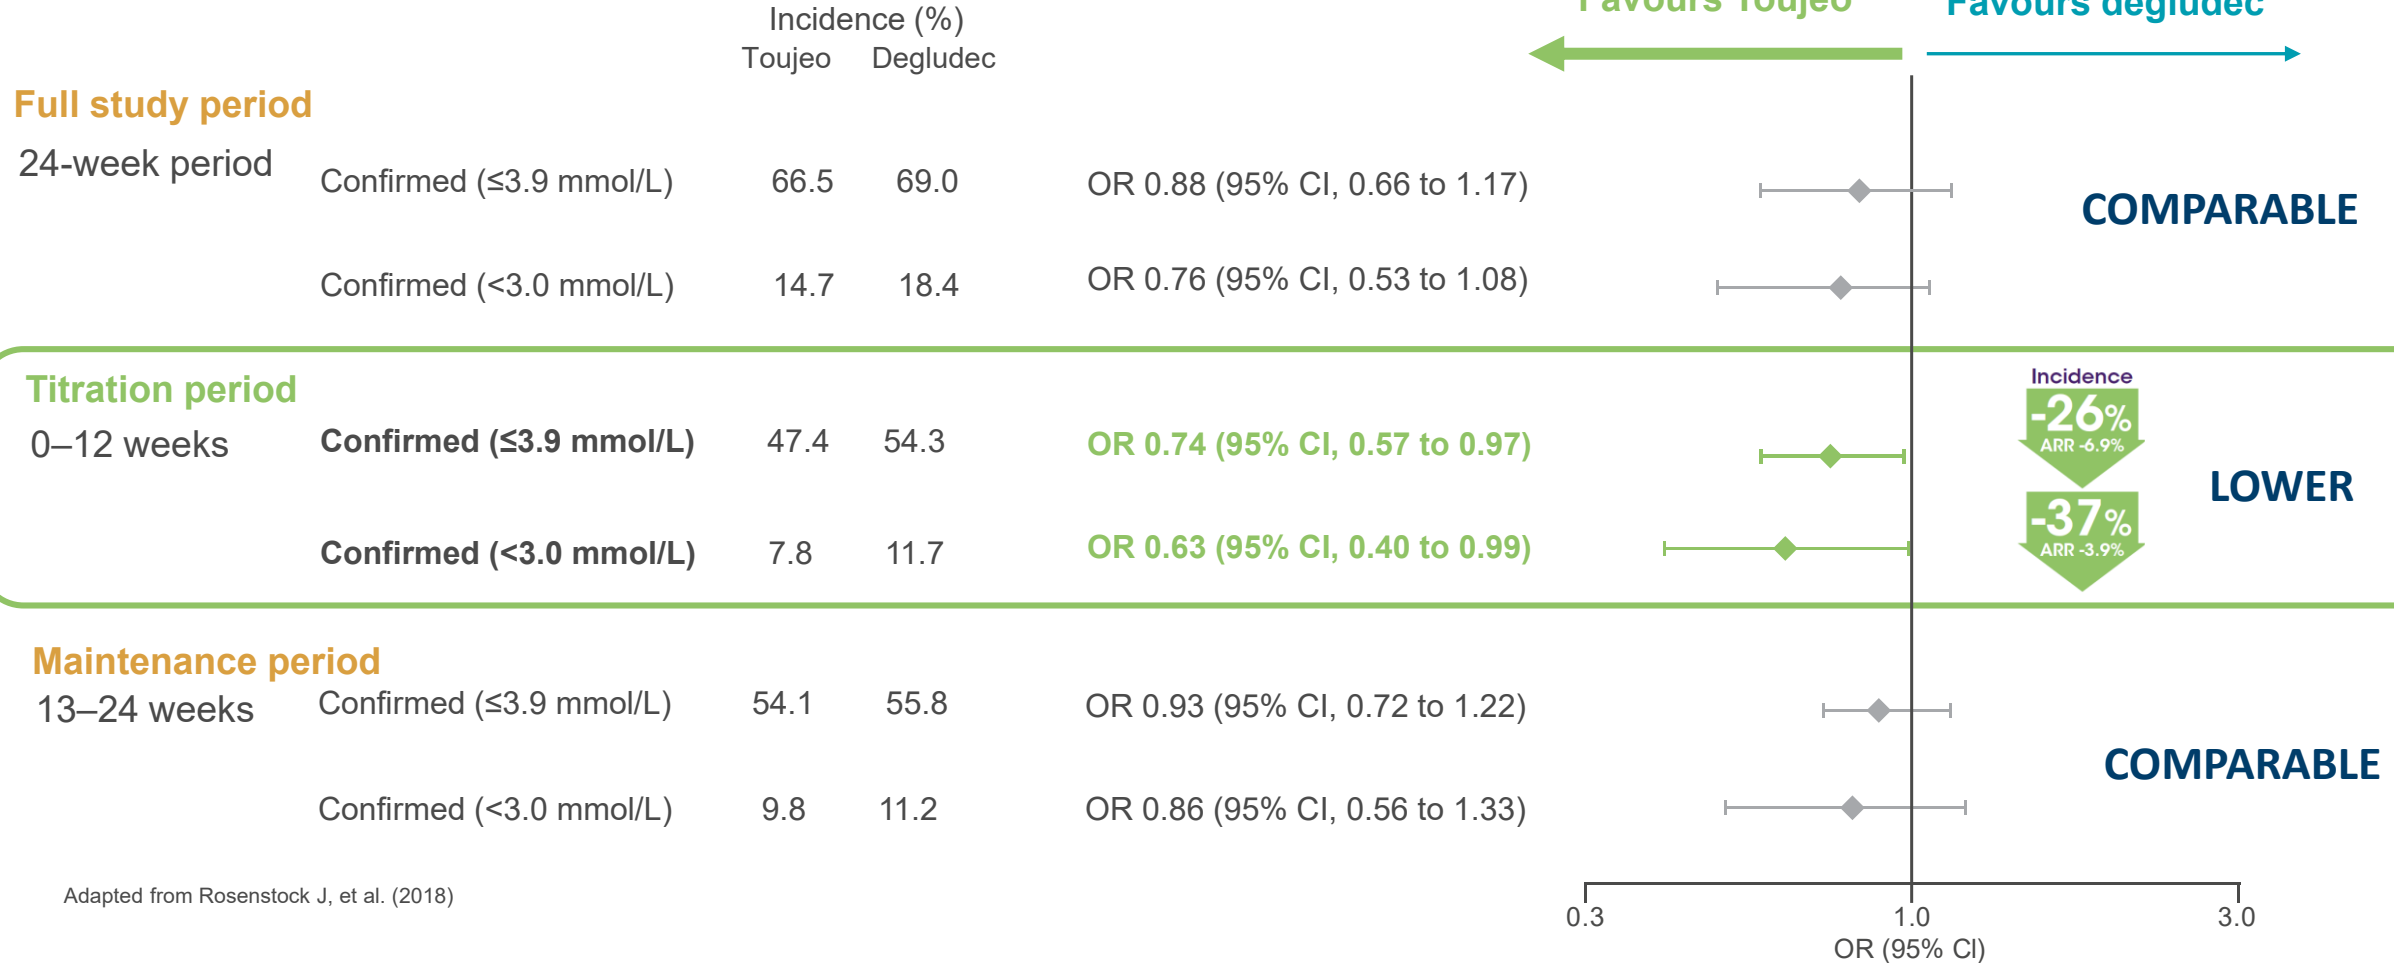 Incidence (%)
Toujeo Degludec
Favours Toujeo Favours degludec
Full study period
24-week period
Confirmed (≤3.9 mmol/L) 66.5 69.0 OR 0.88 (95% CI, 0.66 to 1.17)
COMPARABLE
Confirmed (<3.0 mmol/L) 14.7 18.4 OR 0.76 (95% CI, 0.53 to 1.08)
Titration period
0–12 weeks
Confirmed (≤3.9 mmol/L) 47.4 54.3 OR 0.74 (95% CI, 0.57 to 0.97)
Incidence
-26%
ARR -6.9%
LOWER
Confirmed (<3.0 mmol/L) 7.8 11.7 OR 0.63 (95% CI, 0.40 to 0.99)
-37%
ARR -3.9%
Maintenance period
13–24 weeks
Confirmed (≤3.9 mmol/L) 54.1 55.8 OR 0.93 (95% CI, 0.72 to 1.22)
COMPARABLE
Confirmed (<3.0 mmol/L) 9.8 11.2 OR 0.86 (95% CI, 0.56 to 1.33)
Adapted from Rosenstock J, et al. (2018)
0.3 1.0 3.0
OR (95% CI)